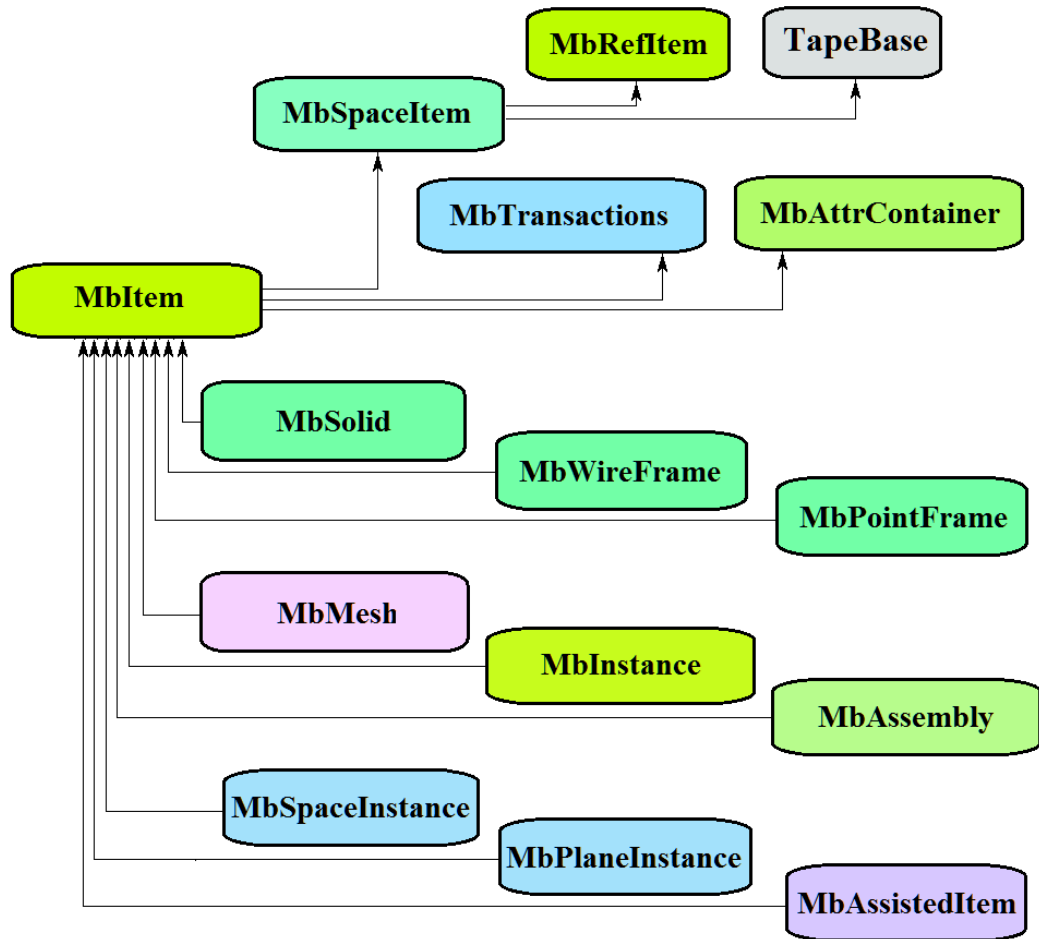 MbRefItem
TapeBase
MbSpaceItem
MbTransactions
MbAttrContainer
MbItem
MbSolid
MbWireFrame
MbPointFrame
MbMesh
MbInstance
MbAssembly
MbSpaceInstance
MbPlaneInstance
MbAssistedItem